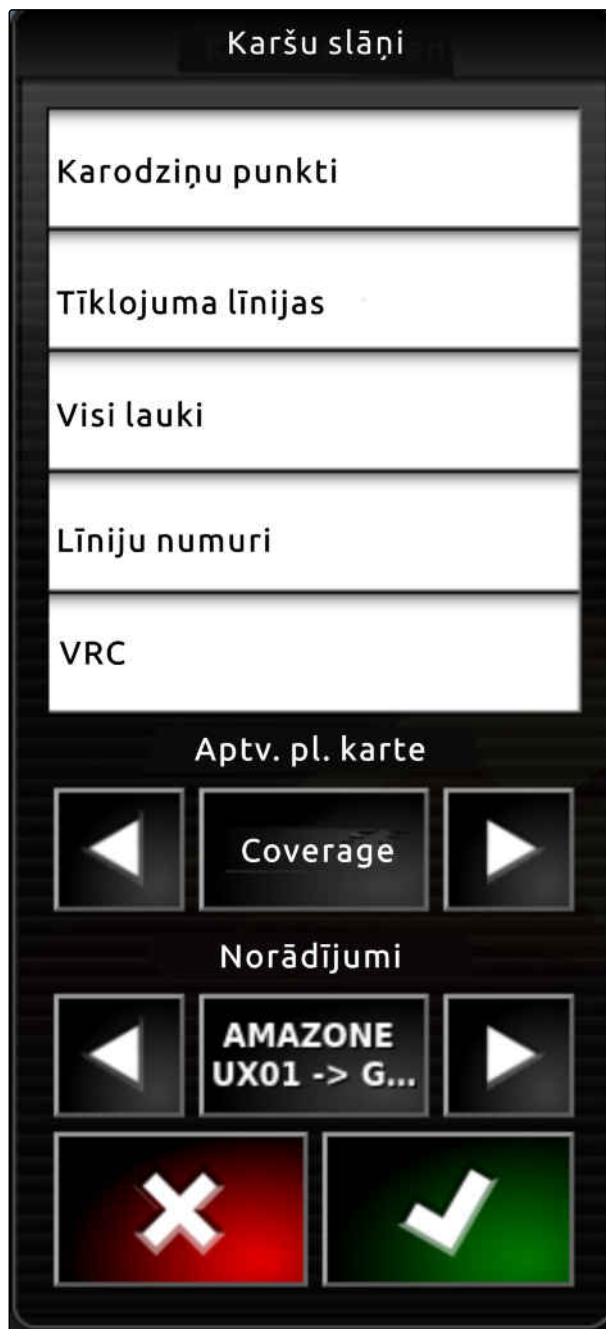 Karšu slāņi
Karodziņu punkti
Tīklojuma līnijas
Visi lauki
Līniju numuri
VRC
Aptv. pl. karte
Coverage
Norādījumi
AMAZONE
UX01 -> G...